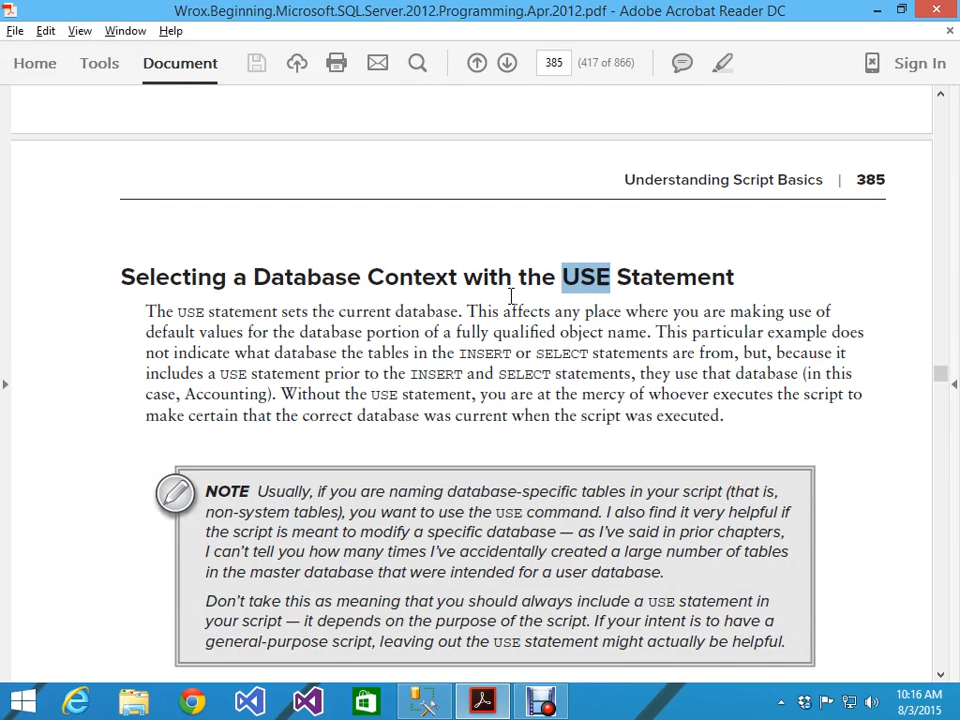 Wrox.Beginning.Microsoft.SQL.Server.2012.Programming.Apr.2012.pdf - Adobe Acrobat Reader DC
File Edit View Window Help
Home Tools Document 385 (417 of 866) Sign In
Understanding Script Basics | 385
Selecting a Database Context with the USE Statement
The USE statement sets the current database. This affects any place where you are making use of
default values for the database portion of a fully qualified object name. This particular example does
not indicate what database the tables in the INSERT or SELECT statements are from, but, because it
includes a USE statement prior to the INSERT and SELECT statements, they use that database (in this
case, Accounting). Without the USE statement, you are at the mercy of whoever executes the script to
make certain that the correct database was current when the script was executed.
NOTE Usually, if you are naming database-specific tables in your script (that is,
non-system tables), you want to use the USE command. I also find it very helpful if
the script is meant to modify a specific database — as I've said in prior chapters,
I can't tell you how many times I've accidentally created a large number of tables
in the master database that were intended for a user database.
Don't take this as meaning that you should always include a USE statement in
your script — it depends on the purpose of the script. If your intent is to have a
general-purpose script, leaving out the USE statement might actually be helpful.
10:16 AM
8/3/2015